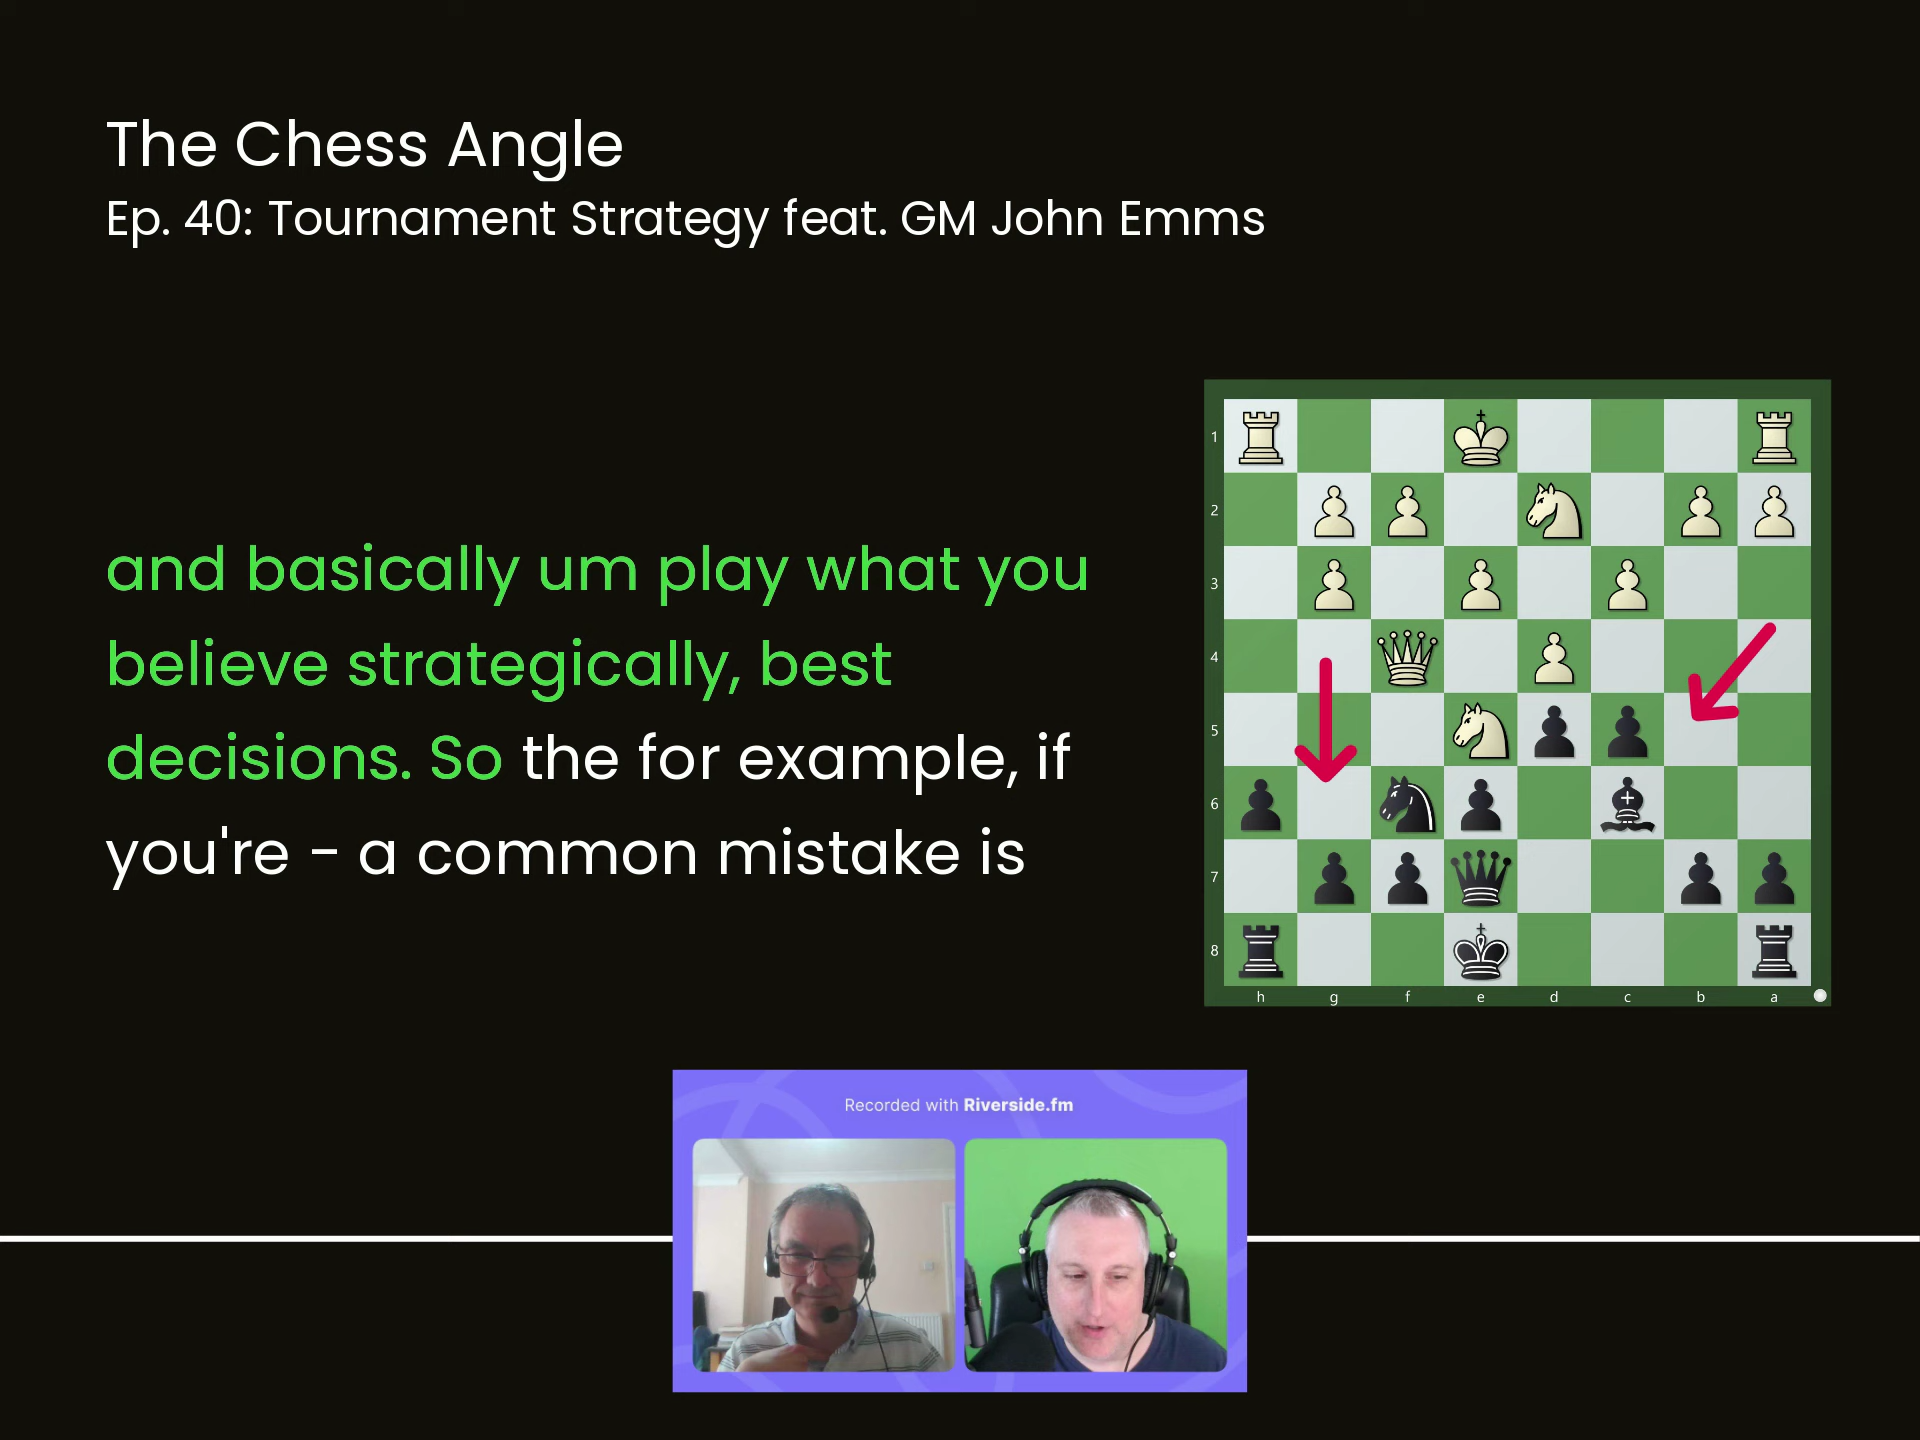 The Chess Angle
Ep. 40: Tournament Strategy feat. GM John Emms
and basically um play what you
believe strategically, best
decisions. So the for example, if
you're - a common mistake is
1
2
3
4
5
6
7
8
h g f e d c b a
Recorded with Riverside.fm